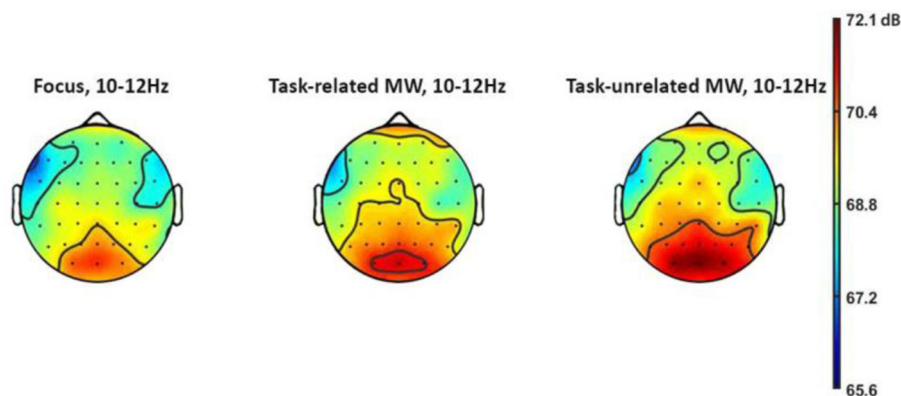 72.1 dB
Focus, 10-12Hz
Task-related MW, 10-12Hz
Task-unrelated MW, 10-12Hz
70.4
68.8
67.2
65.6